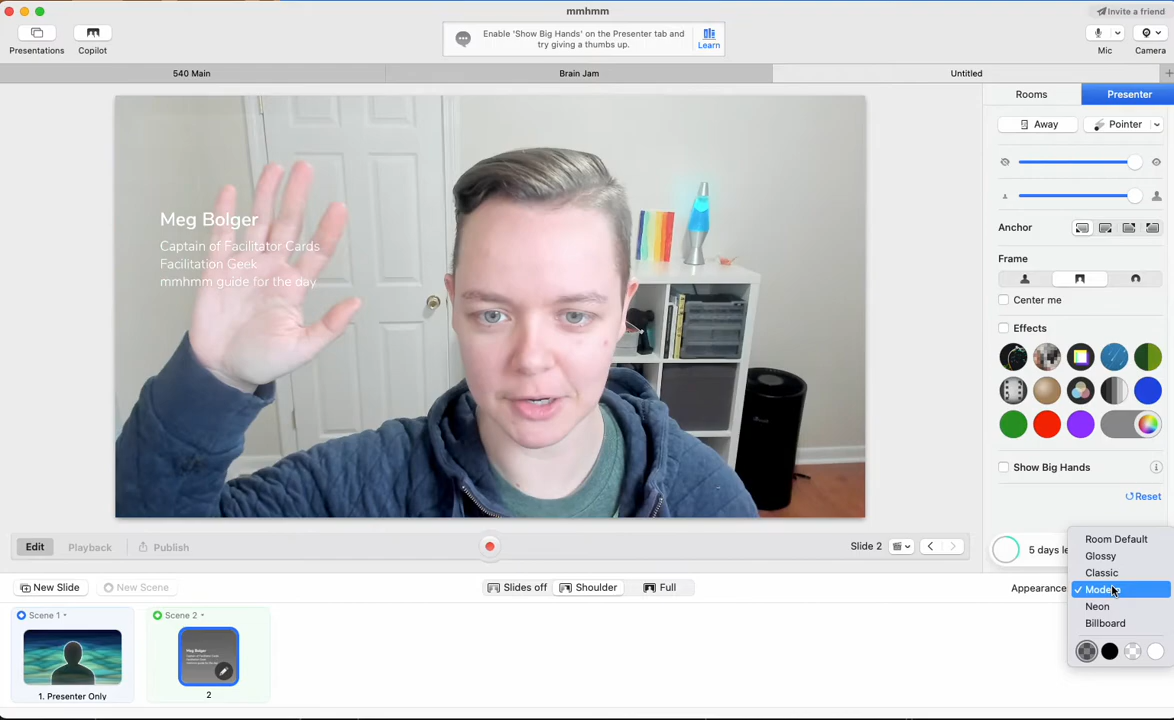 mmhmm
Invite a friend
Presentations
Copilot
Enable 'Show Big Hands' on the Presenter tab and
try giving a thumbs up.
Learn
Mic
Camera
540 Main
Brain Jam
Untitled
Rooms
Presenter
Away
Pointer
Anchor
Frame
Center me
Effects
Show Big Hands
Reset
Meg Bolger
Captain of Facilitator Cards
Facilitation Geek
mmhmm guide for the day
Edit
Playback
Publish
Slide 2
5 days le
Room Default
Glossy
Classic
Modern
Neon
Billboard
New Slide
New Scene
Slides off
Shoulder
Full
Appearance
Scene 1
Scene 2
1. Presenter Only
2